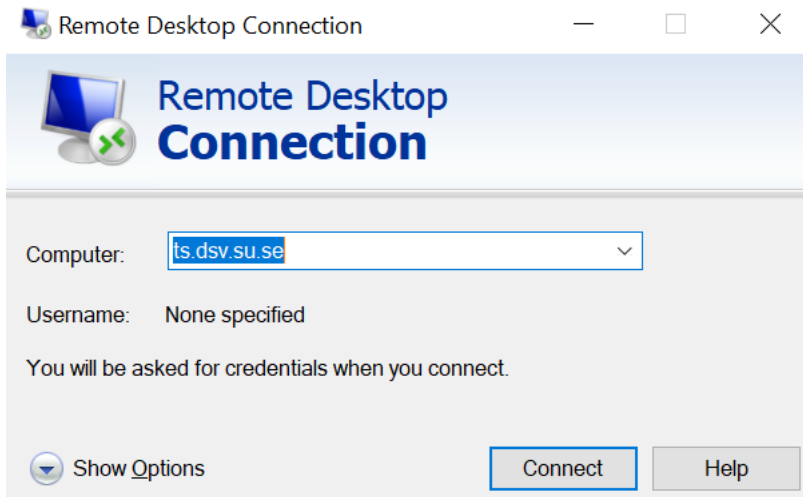 Remote Desktop Connection
Remote Desktop
Connection
Computer: ts.dsv.su.se
Username: None specified
You will be asked for credentials when you connect.
Show Options Connect Help